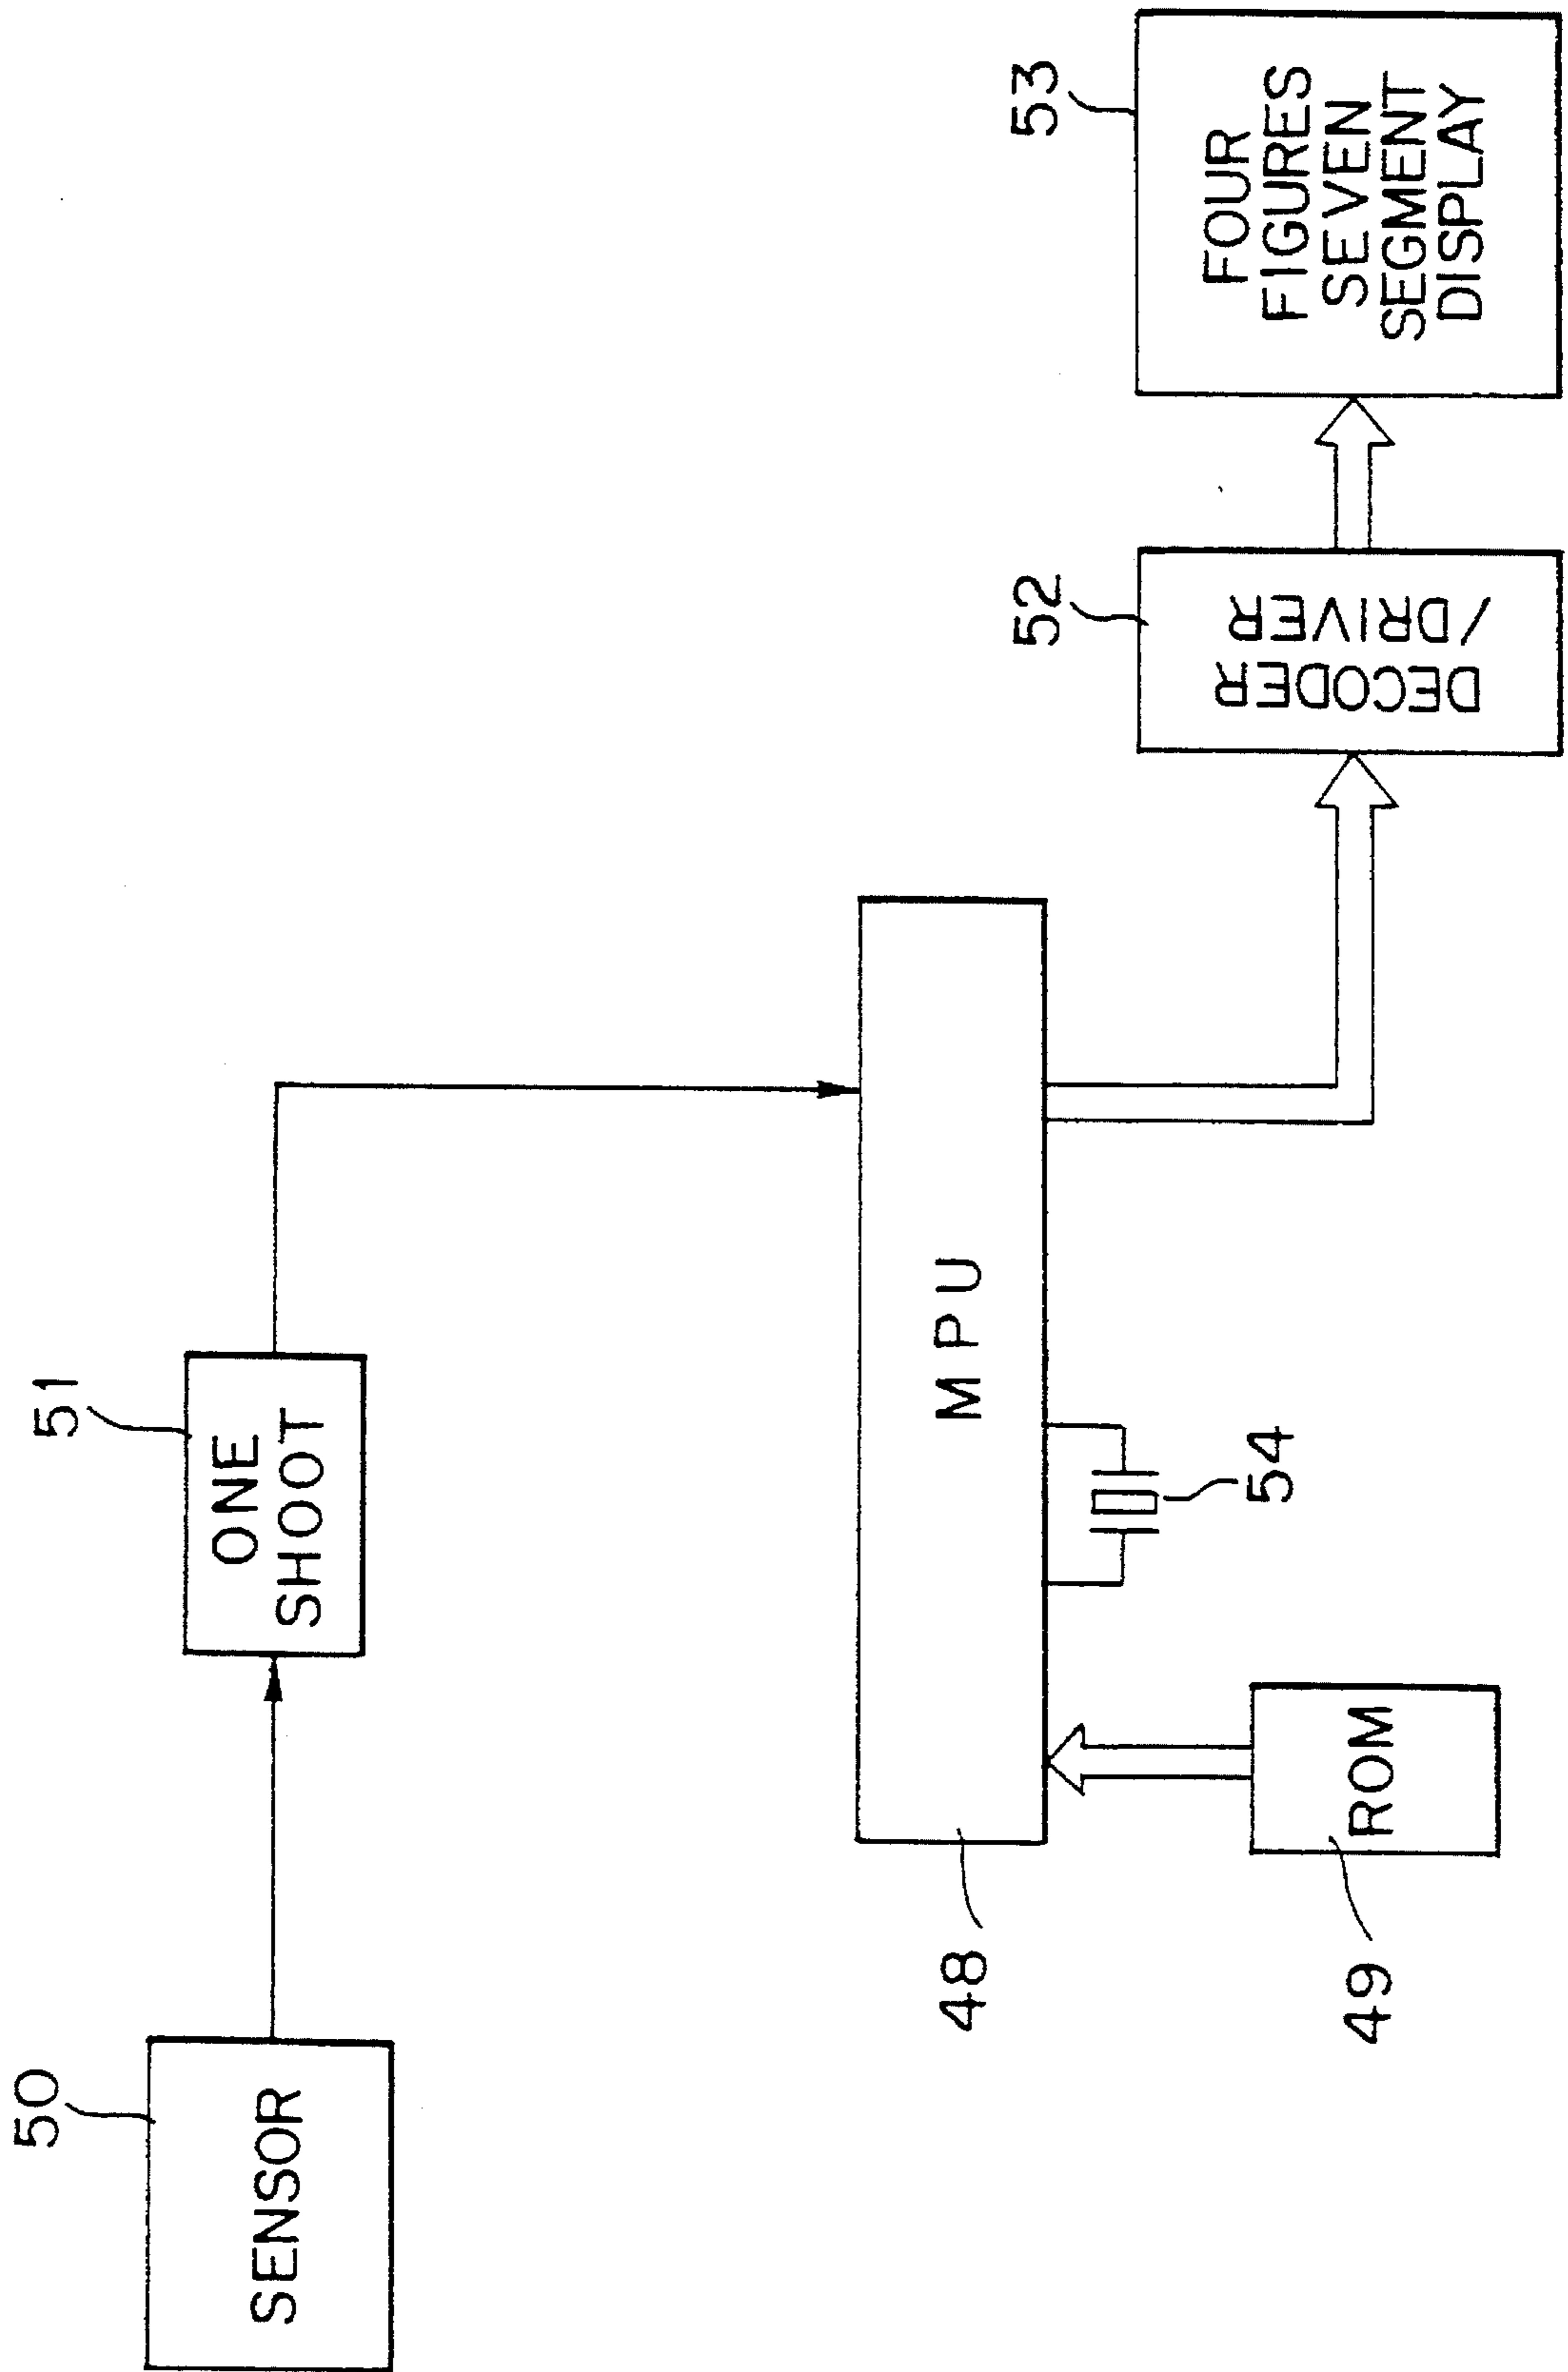 50
SENSOR
51
ONE
SHOOT
MPU
48
54
ROM
49
52
DECODER
/DRIVER
53
FOUR
FIGURES
SEVEN
SEGMENT
DISPLAY